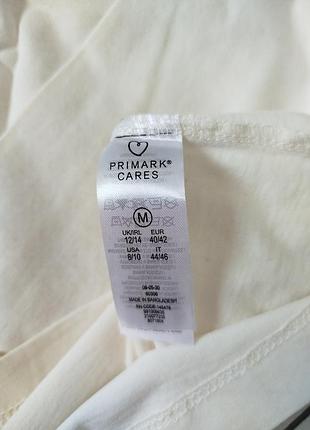 PRIMARK®
CARES
M
UK/IRL EUR
12/14 40/42
USA IT
8/10 44/46
MADE IN BANGLADESH